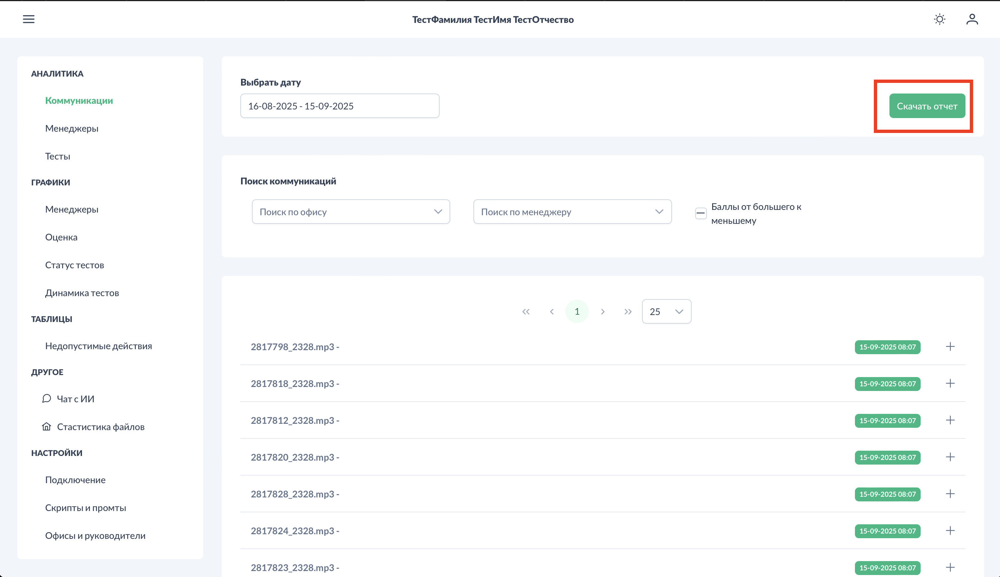 ТестФамилия ТестИмя ТестОтчество
АНАЛИТИКА
Коммуникации
Менеджеры
Тесты
ГРАФИКИ
Менеджеры
Оценка
Статус тестов
Динамика тестов
ТАБЛИЦЫ
Недопустимые действия
ДРУГОЕ
Чат с ИИ
Стастистика файлов
НАСТРОЙКИ
Подключение
Скрипты и промты
Офисы и руководители
Выбрать дату
16-08-2025 - 15-09-2025
Скачать отчет
Поиск коммуникаций
Поиск по офису
Поиск по менеджеру
Баллы от большего к
меньшему
1
25
2817798_2328.mp3 - 15-09-2025 08:07
2817818_2328.mp3 - 15-09-2025 08:07
2817812_2328.mp3 - 15-09-2025 08:07
2817820_2328.mp3 - 15-09-2025 08:07
2817828_2328.mp3 - 15-09-2025 08:07
2817824_2328.mp3 - 15-09-2025 08:07
2817823_2328.mp3 - 15-09-2025 08:07